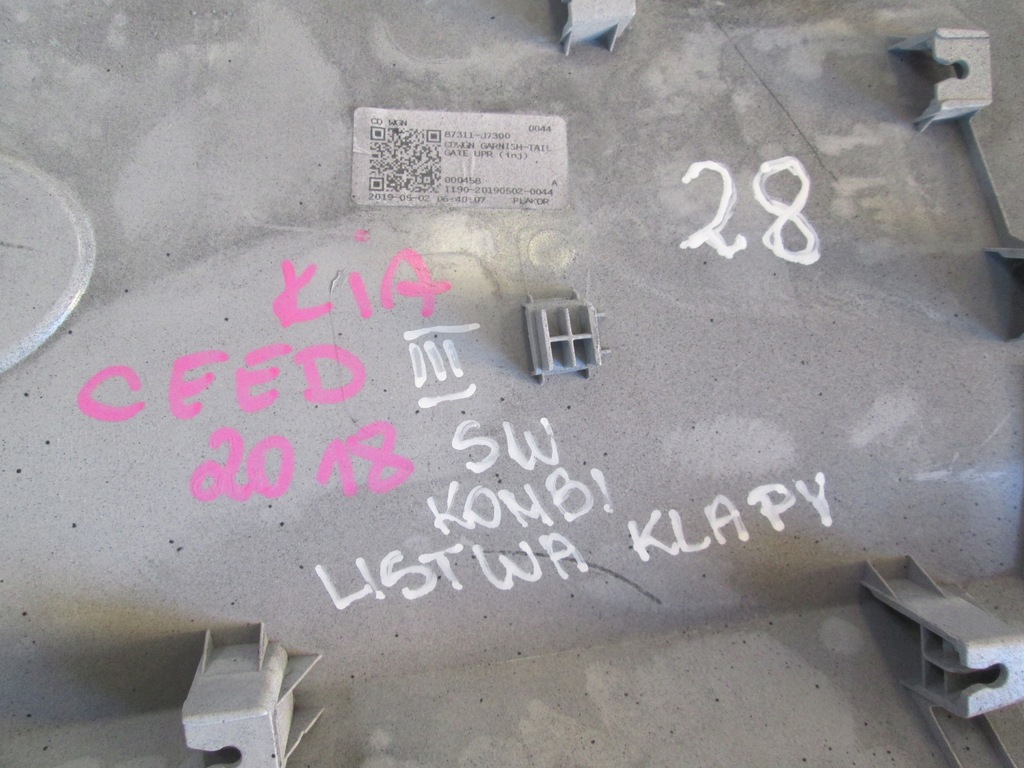 CD WGN
87311-J7300 0044
CDWGN GARNISH-TAIL
GATE UPR (inj)
000458 A
1190-20190502-0044
2019-05-02 06:40:07 PLAKOR
28
KIA
CEED III
2018 SW
KOMBI
LISTWA KLAPY